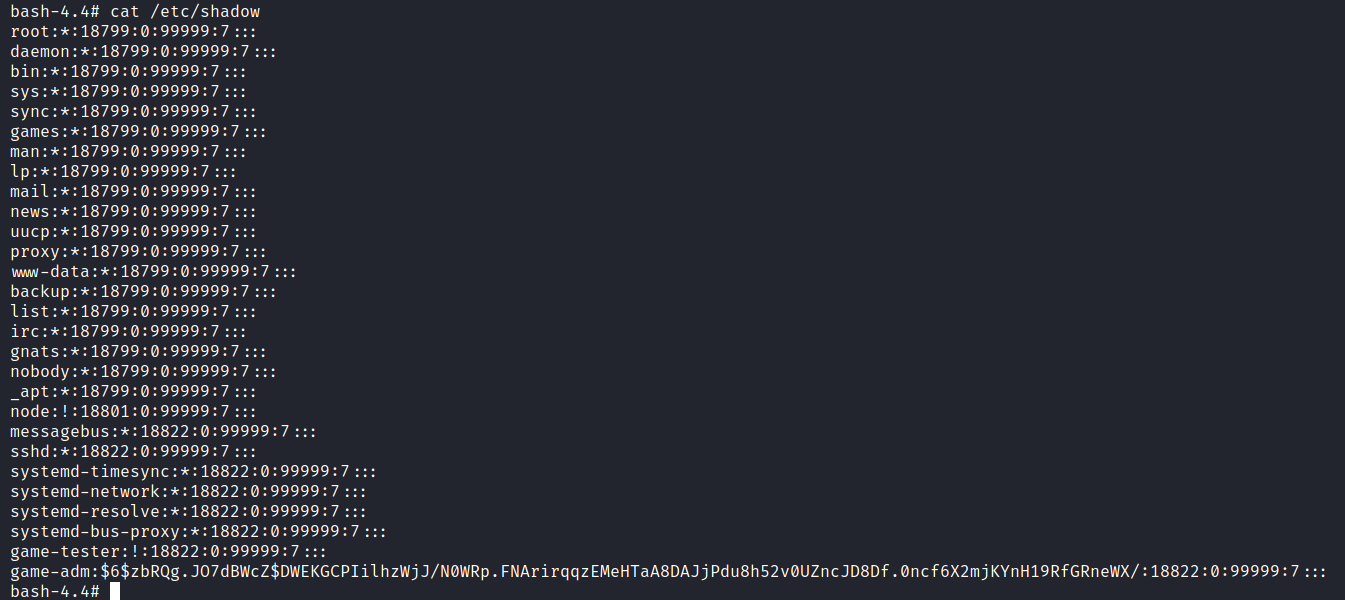 bash-4.4# cat /etc/shadow
root:*:18799:0:99999:7:::
daemon:*:18799:0:99999:7:::
bin:*:18799:0:99999:7:::
sys:*:18799:0:99999:7:::
sync:*:18799:0:99999:7:::
games:*:18799:0:99999:7:::
man:*:18799:0:99999:7:::
lp:*:18799:0:99999:7:::
mail:*:18799:0:99999:7:::
news:*:18799:0:99999:7:::
uucp:*:18799:0:99999:7:::
proxy:*:18799:0:99999:7:::
www-data:*:18799:0:99999:7:::
backup:*:18799:0:99999:7:::
list:*:18799:0:99999:7:::
irc:*:18799:0:99999:7:::
gnats:*:18799:0:99999:7:::
nobody:*:18799:0:99999:7:::
_apt:*:18799:0:99999:7:::
node:!:18801:0:99999:7:::
messagebus:*:18822:0:99999:7:::
sshd:*:18822:0:99999:7:::
systemd-timesync:*:18822:0:99999:7:::
systemd-network:*:18822:0:99999:7:::
systemd-resolve:*:18822:0:99999:7:::
systemd-bus-proxy:*:18822:0:99999:7:::
game-tester:!:18822:0:99999:7:::
game-adm:$6$zbRQg.JO7dBWcZ$DWEKGCPIilhzWjJ/N0WRp.FNArirqqzEMeHTaA8DAJjPdu8h52v0UZncJD8Df.0ncf6X2mjKYnH19RfGRneWX/:18822:0:99999:7:::
bash-4.4#